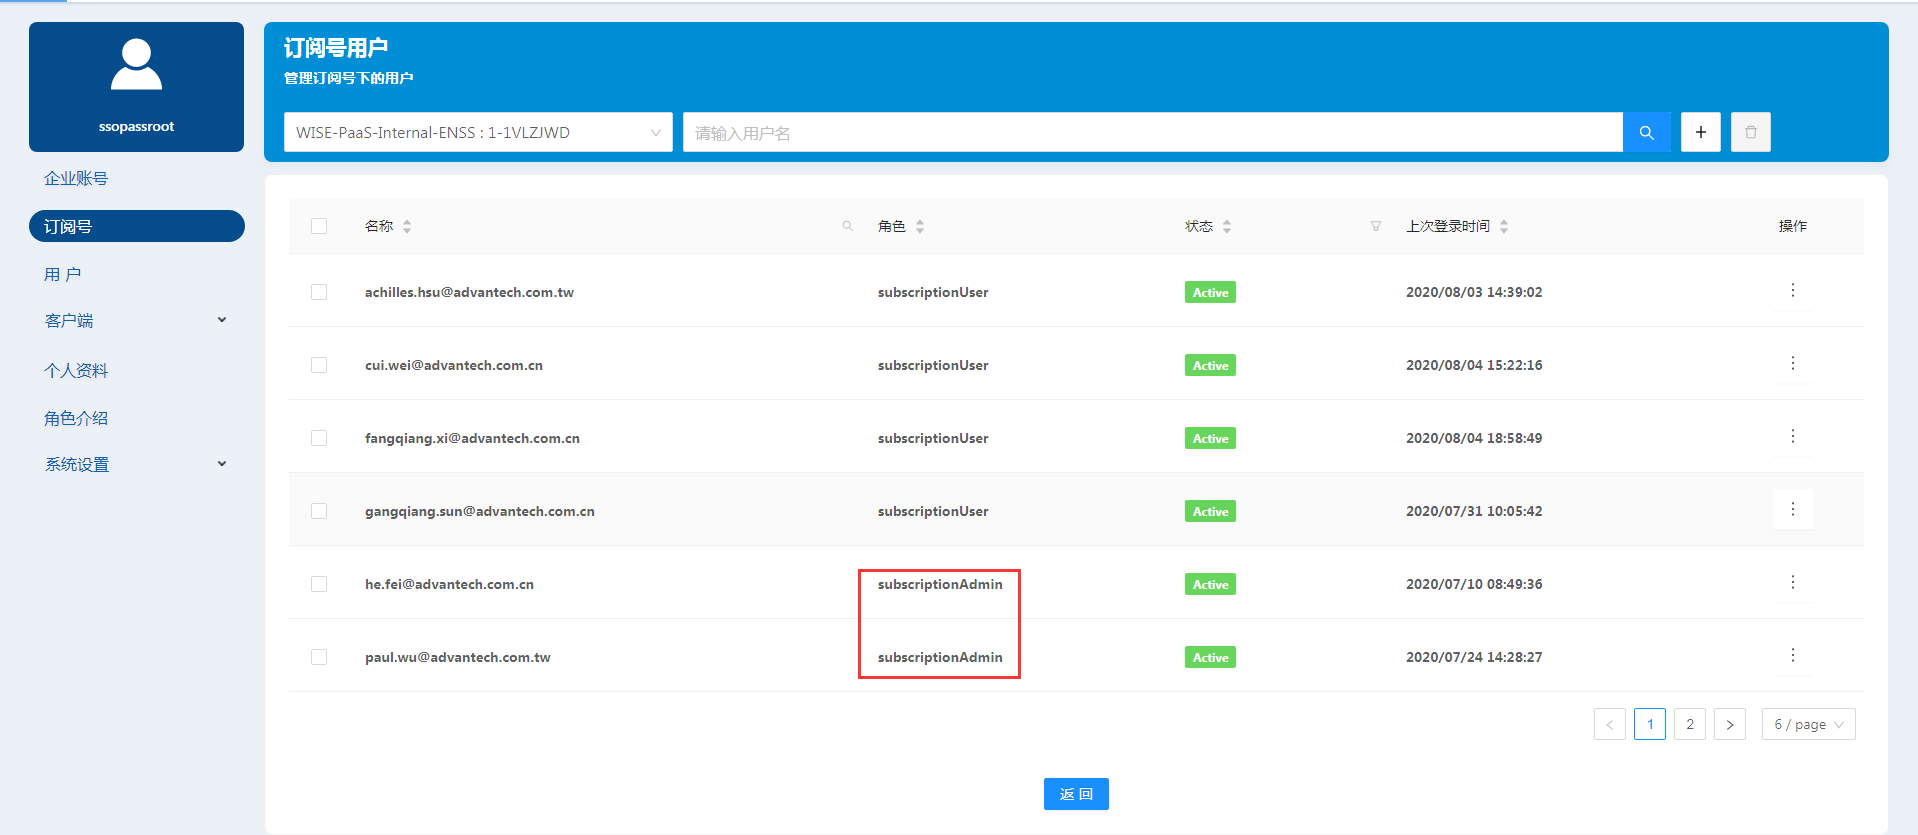 ssopassroot
企业账号
订阅号
用 户
客户端
个人资料
角色介绍
系统设置
订阅号用户
管理订阅号下的用户
WISE-PaaS-Internal-ENSS : 1-1VLZJWD
请输入用户名
名称 角色 状态 上次登录时间 操作
achilles.hsu@advantech.com.tw subscriptionUser Active 2020/08/03 14:39:02
cui.wei@advantech.com.cn subscriptionUser Active 2020/08/04 15:22:16
fangqiang.xi@advantech.com.cn subscriptionUser Active 2020/08/04 18:58:49
gangqiang.sun@advantech.com.cn subscriptionUser Active 2020/07/31 10:05:42
he.fei@advantech.com.cn subscriptionAdmin Active 2020/07/10 08:49:36
paul.wu@advantech.com.tw subscriptionAdmin Active 2020/07/24 14:28:27
< 1 2 > 6 / page
返 回